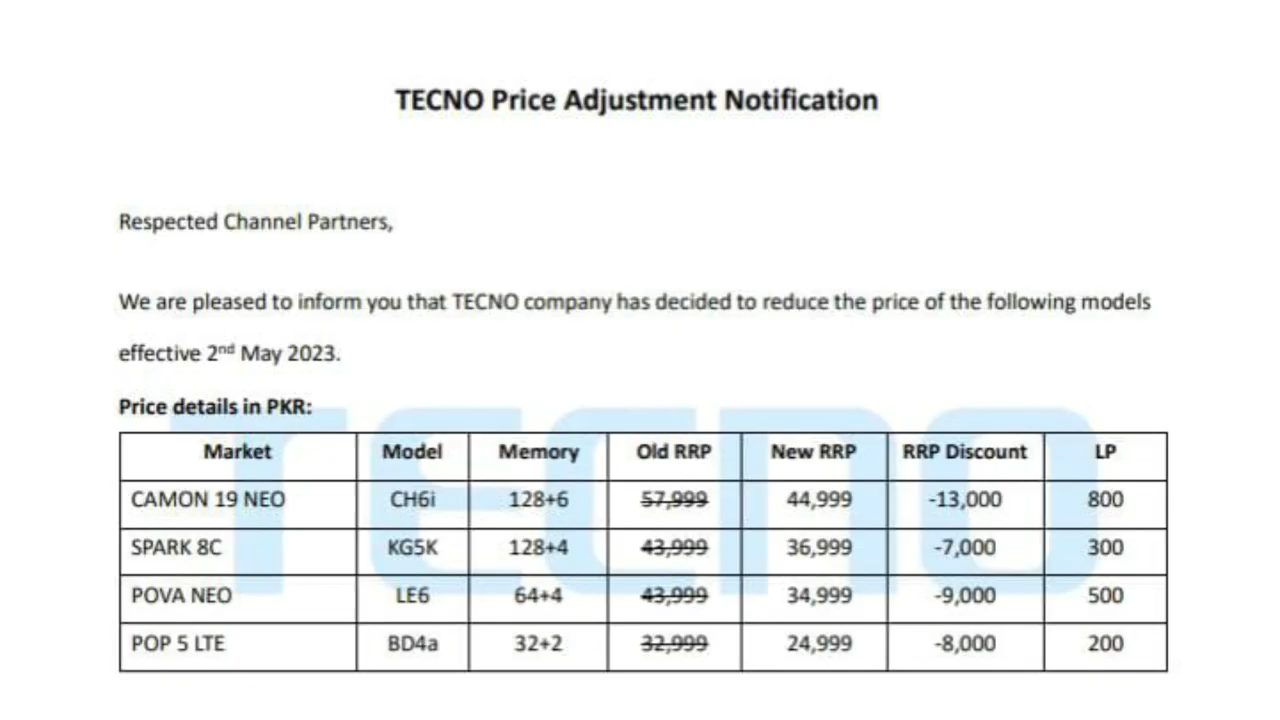 TECNO Price Adjustment Notification
Respected Channel Partners,
We are pleased to inform you that TECNO company has decided to reduce the price of the following models
effective 2nd May 2023.
Price details in PKR:
TECNO
Market Model Memory Old RRP New RRP RRP Discount LP
CAMON 19 NEO CH6i 128+6 57,999 44,999 -13,000 800
SPARK 8C KG5K 128+4 43,999 36,999 -7,000 300
POVA NEO LE6 64+4 43,999 34,999 -9,000 500
POP 5 LTE BD4a 32+2 32,999 24,999 -8,000 200